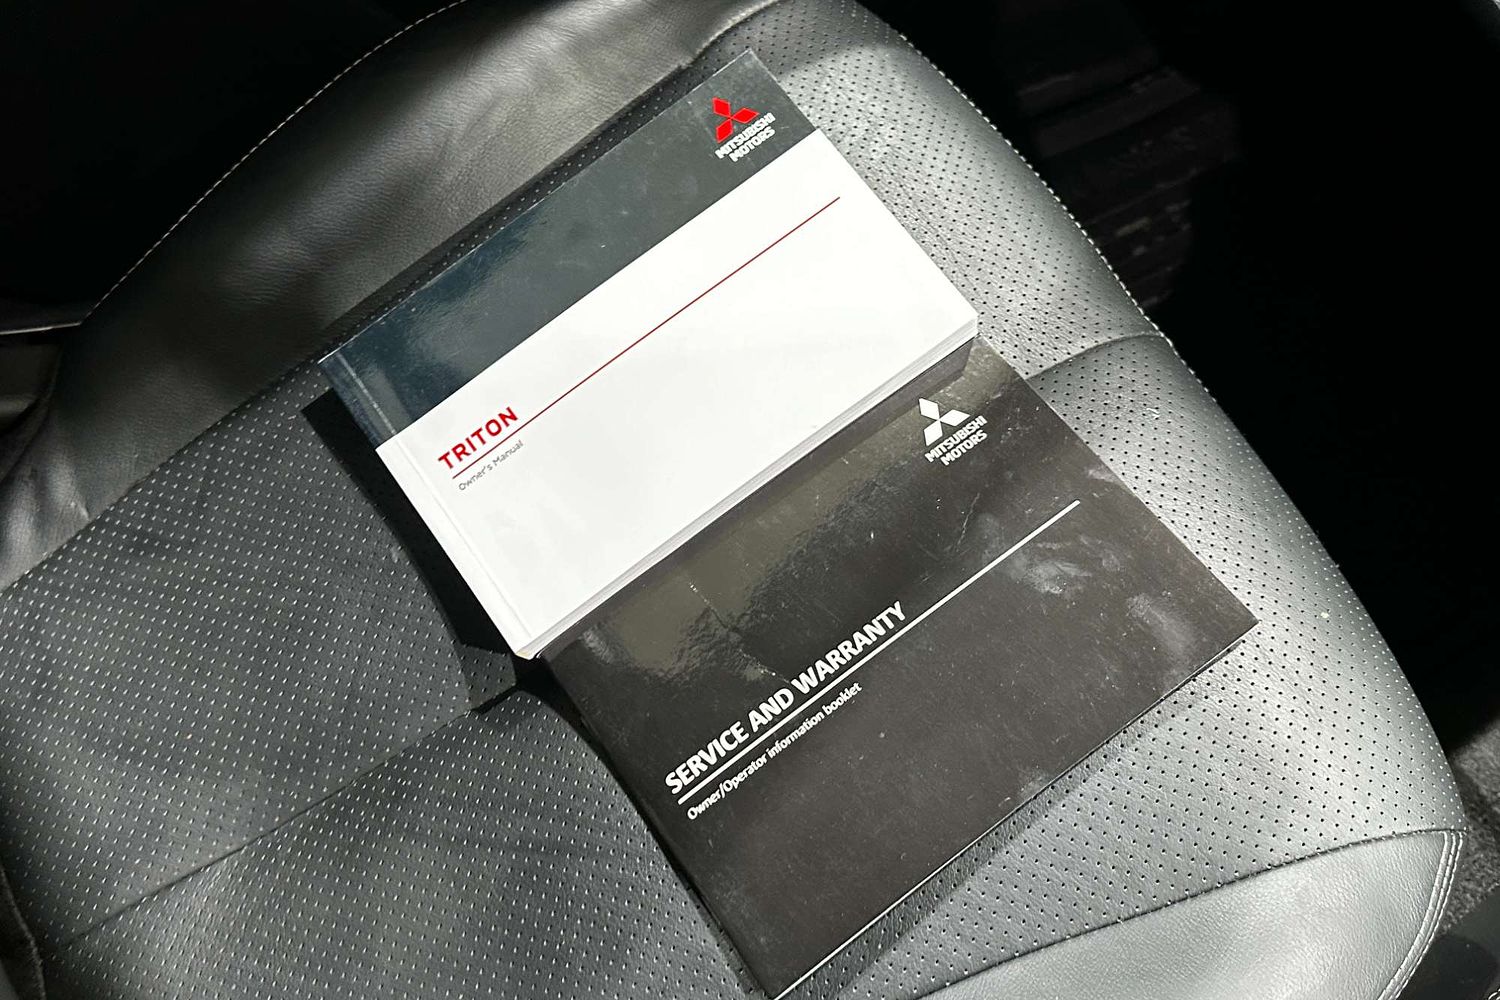 MITSUBISHI
MOTORS
TRITON
Owner's Manual
MITSUBISHI
MOTORS
SERVICE AND WARRANTY
Owner/Operator information booklet